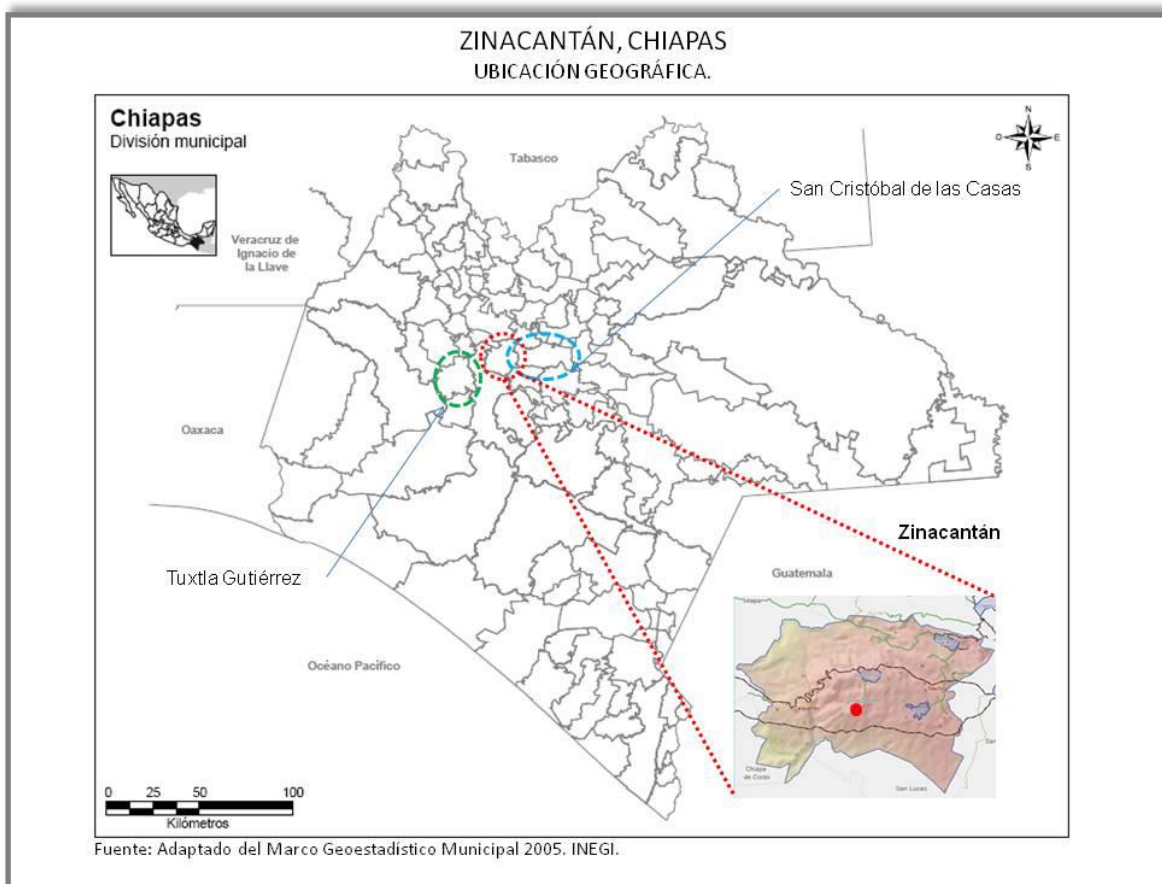 ZINACANTÁN, CHIAPAS
UBICACIÓN GEOGRÁFICA.
Chiapas
División municipal
N
O
E
S
Tabasco
San Cristóbal de las Casas
Veracruz de
Ignacio de
la Llave
Oaxaca
Zinacantán
Tuxtla Gutiérrez
Guatemala
Océano Pacífico
Chiapa
de Corzo
San Lucas
San
0 25 50 100
Kilómetros
Fuente: Adaptado del Marco Geoestadístico Municipal 2005. INEGI.